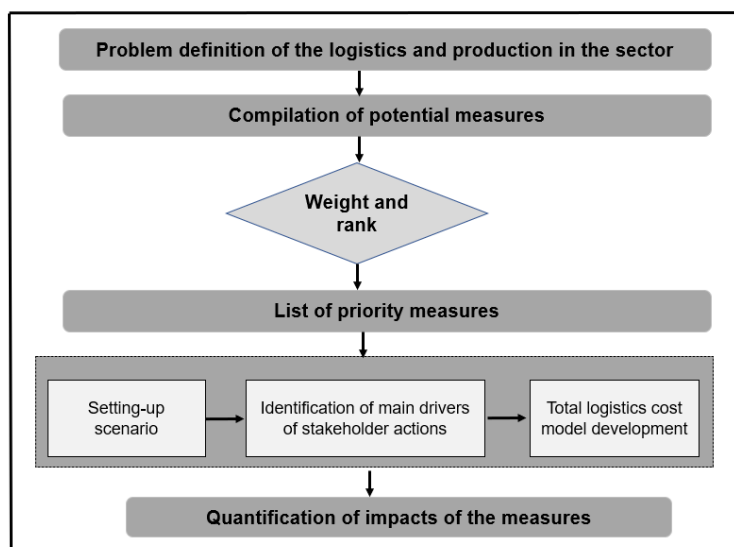 Problem definition of the logistics and production in the sector
Compilation of potential measures
Weight and
rank
List of priority measures
Setting-up
scenario
Identification of main drivers
of stakeholder actions
Total logistics cost
model development
Quantification of impacts of the measures